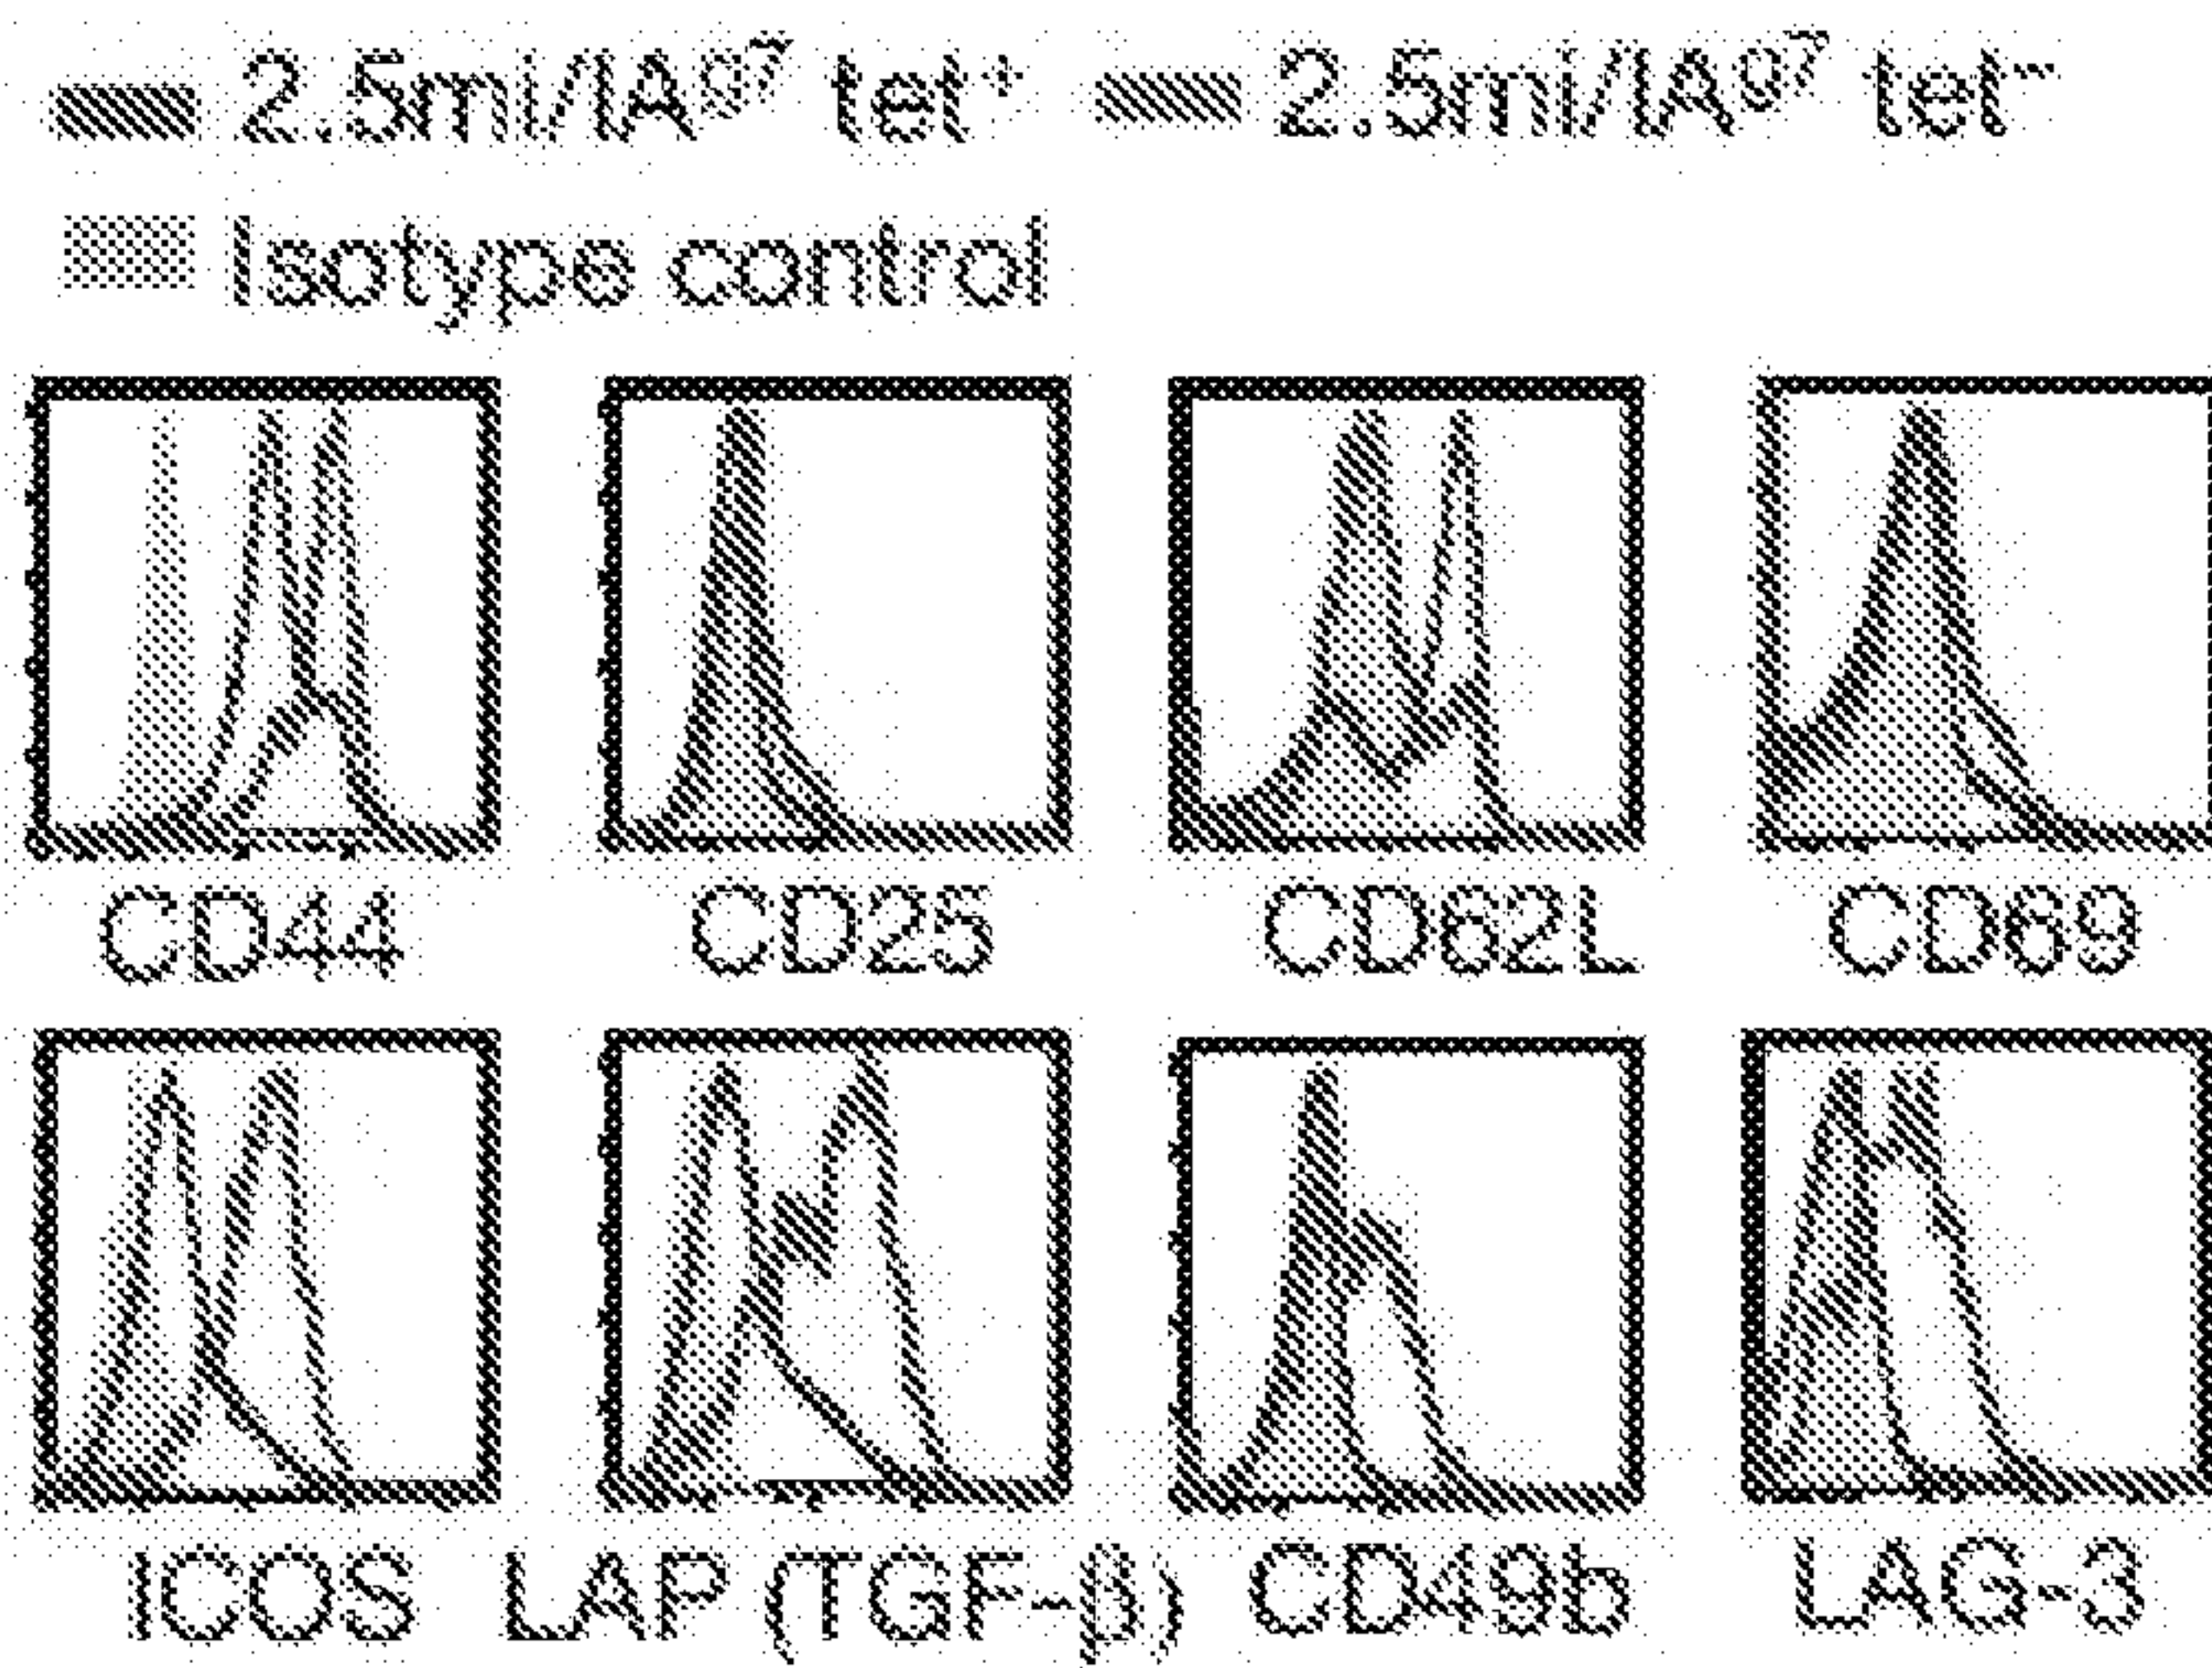 2.5mi/IAᵍ⁷ tet⁺ 2.5mi/IAᵍ⁷ tet⁻
Isotype control
CD44 CD25 CD62L CD69
ICOS LAP (TGF-β) CD49b LAG-3